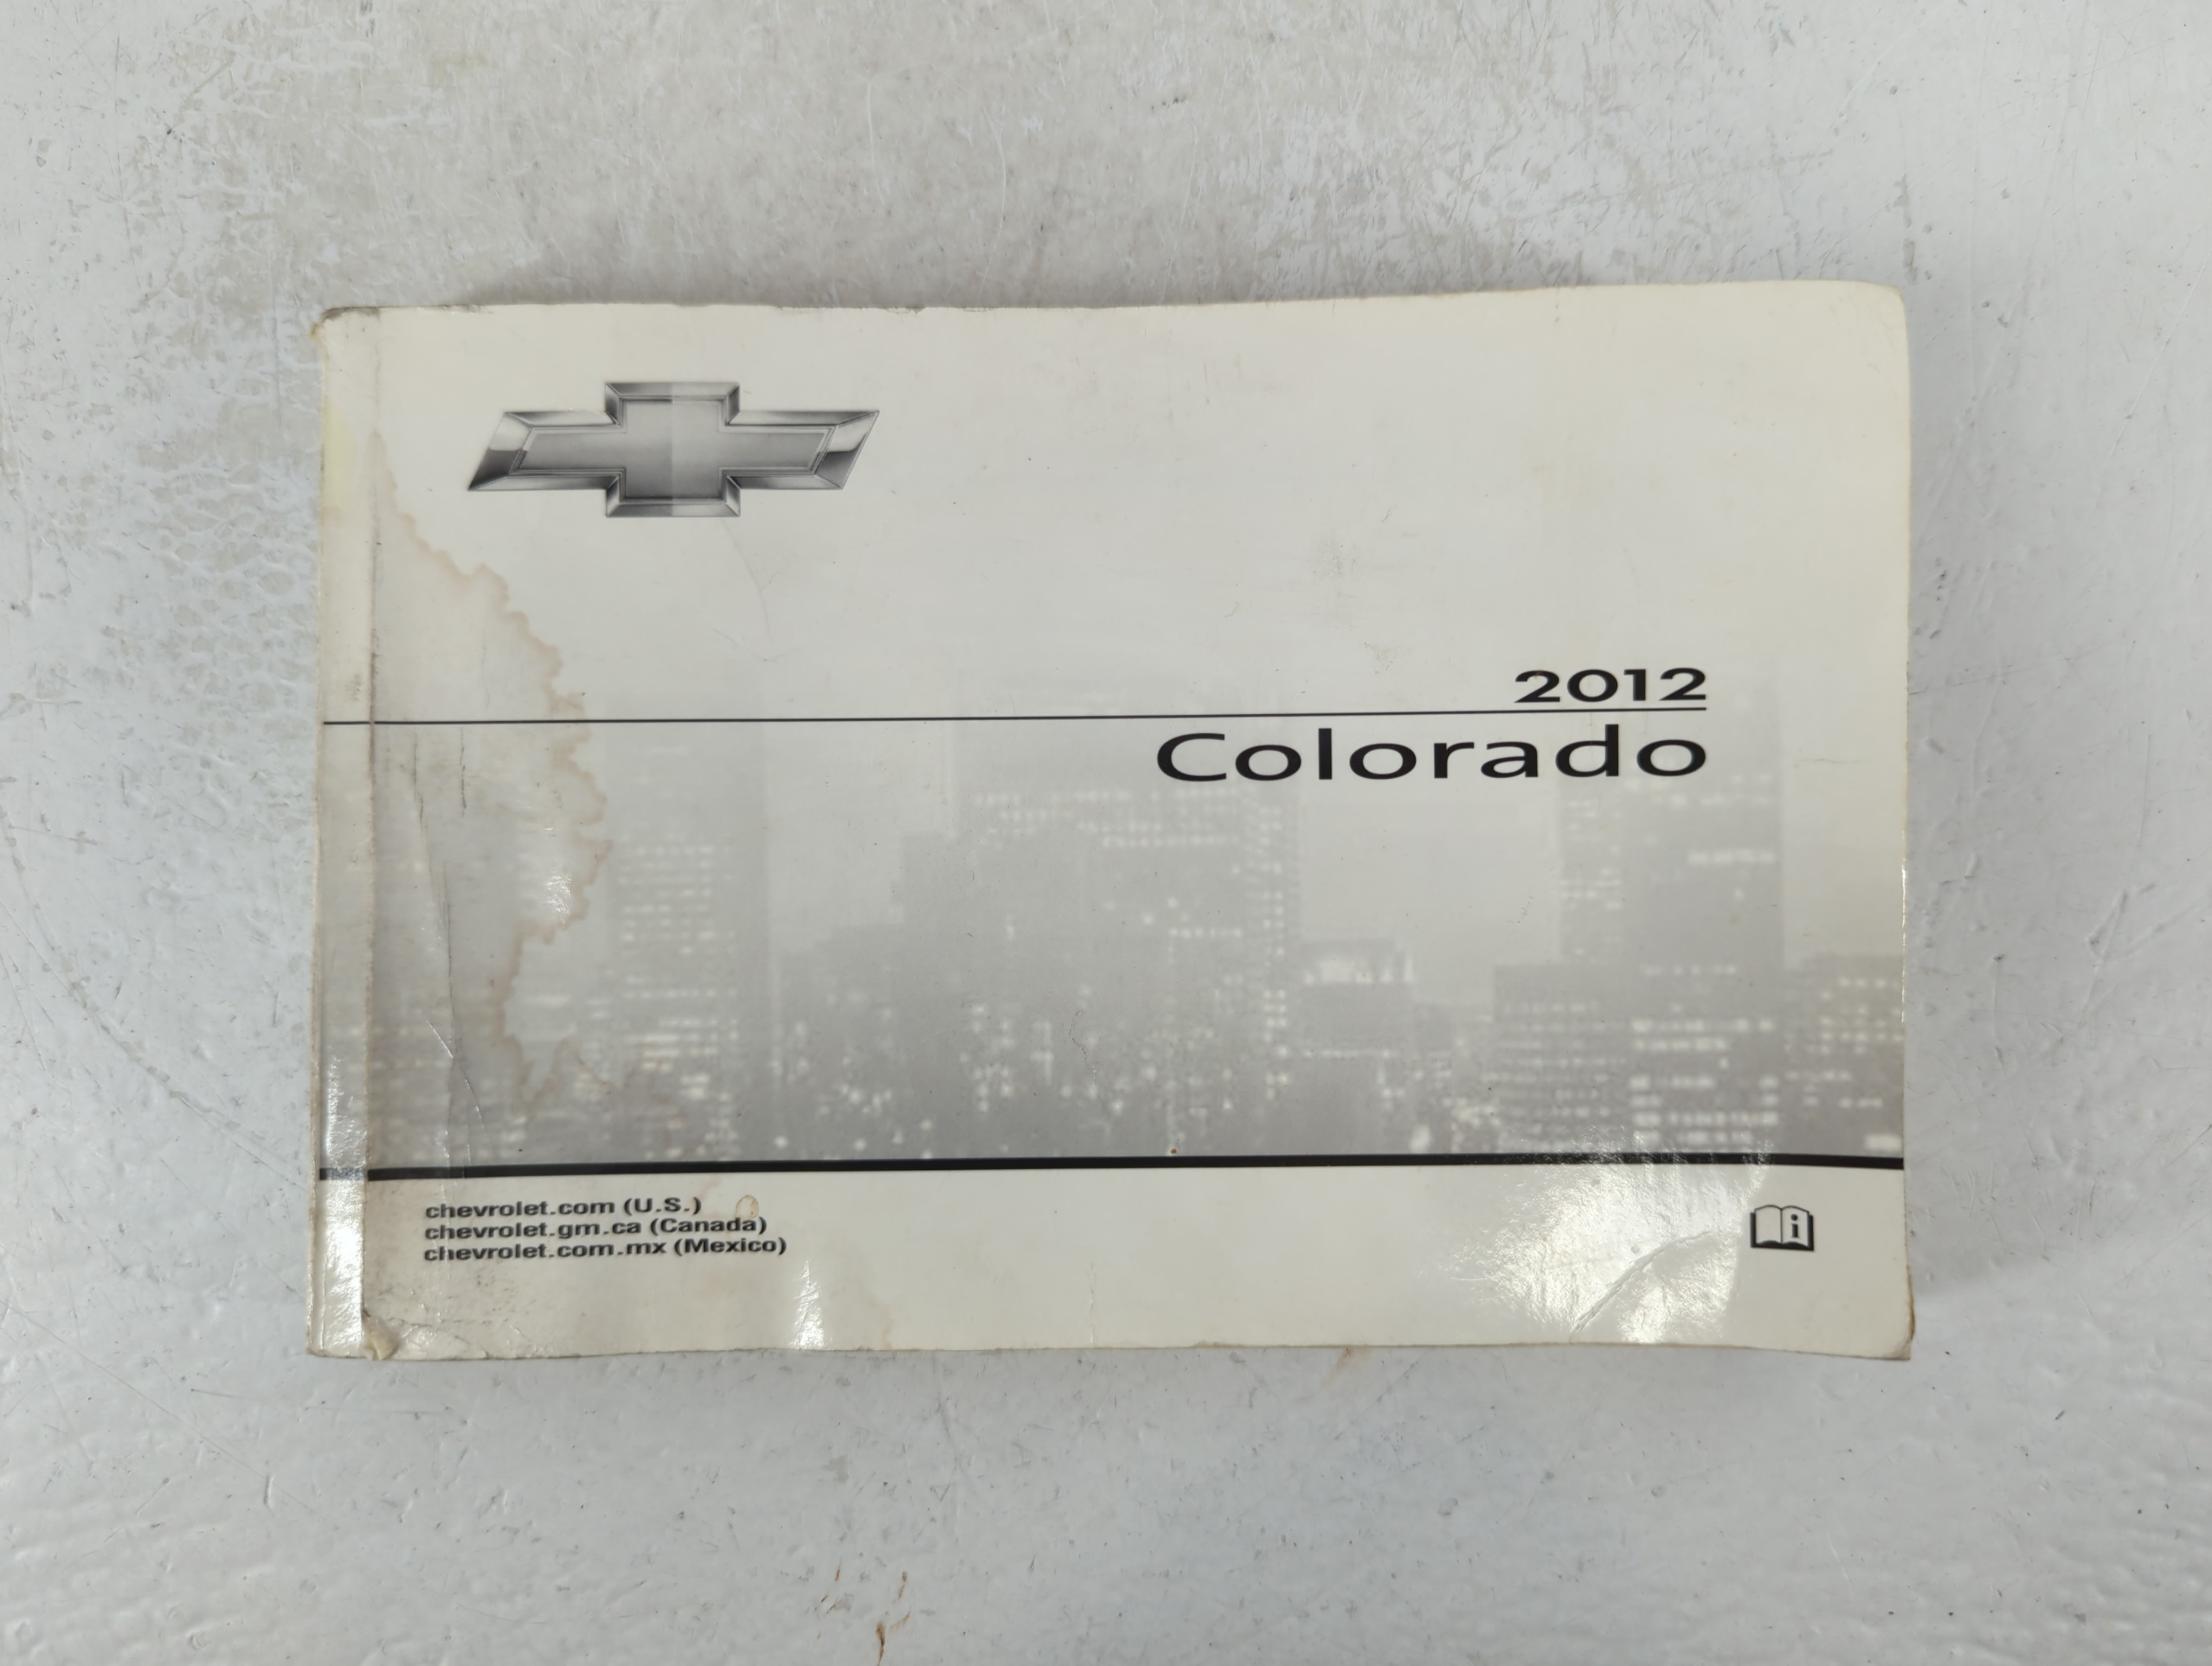 2012
Colorado
chevrolet.com (U.S.)
chevrolet.gm.ca (Canada)
chevrolet.com.mx (Mexico)
i